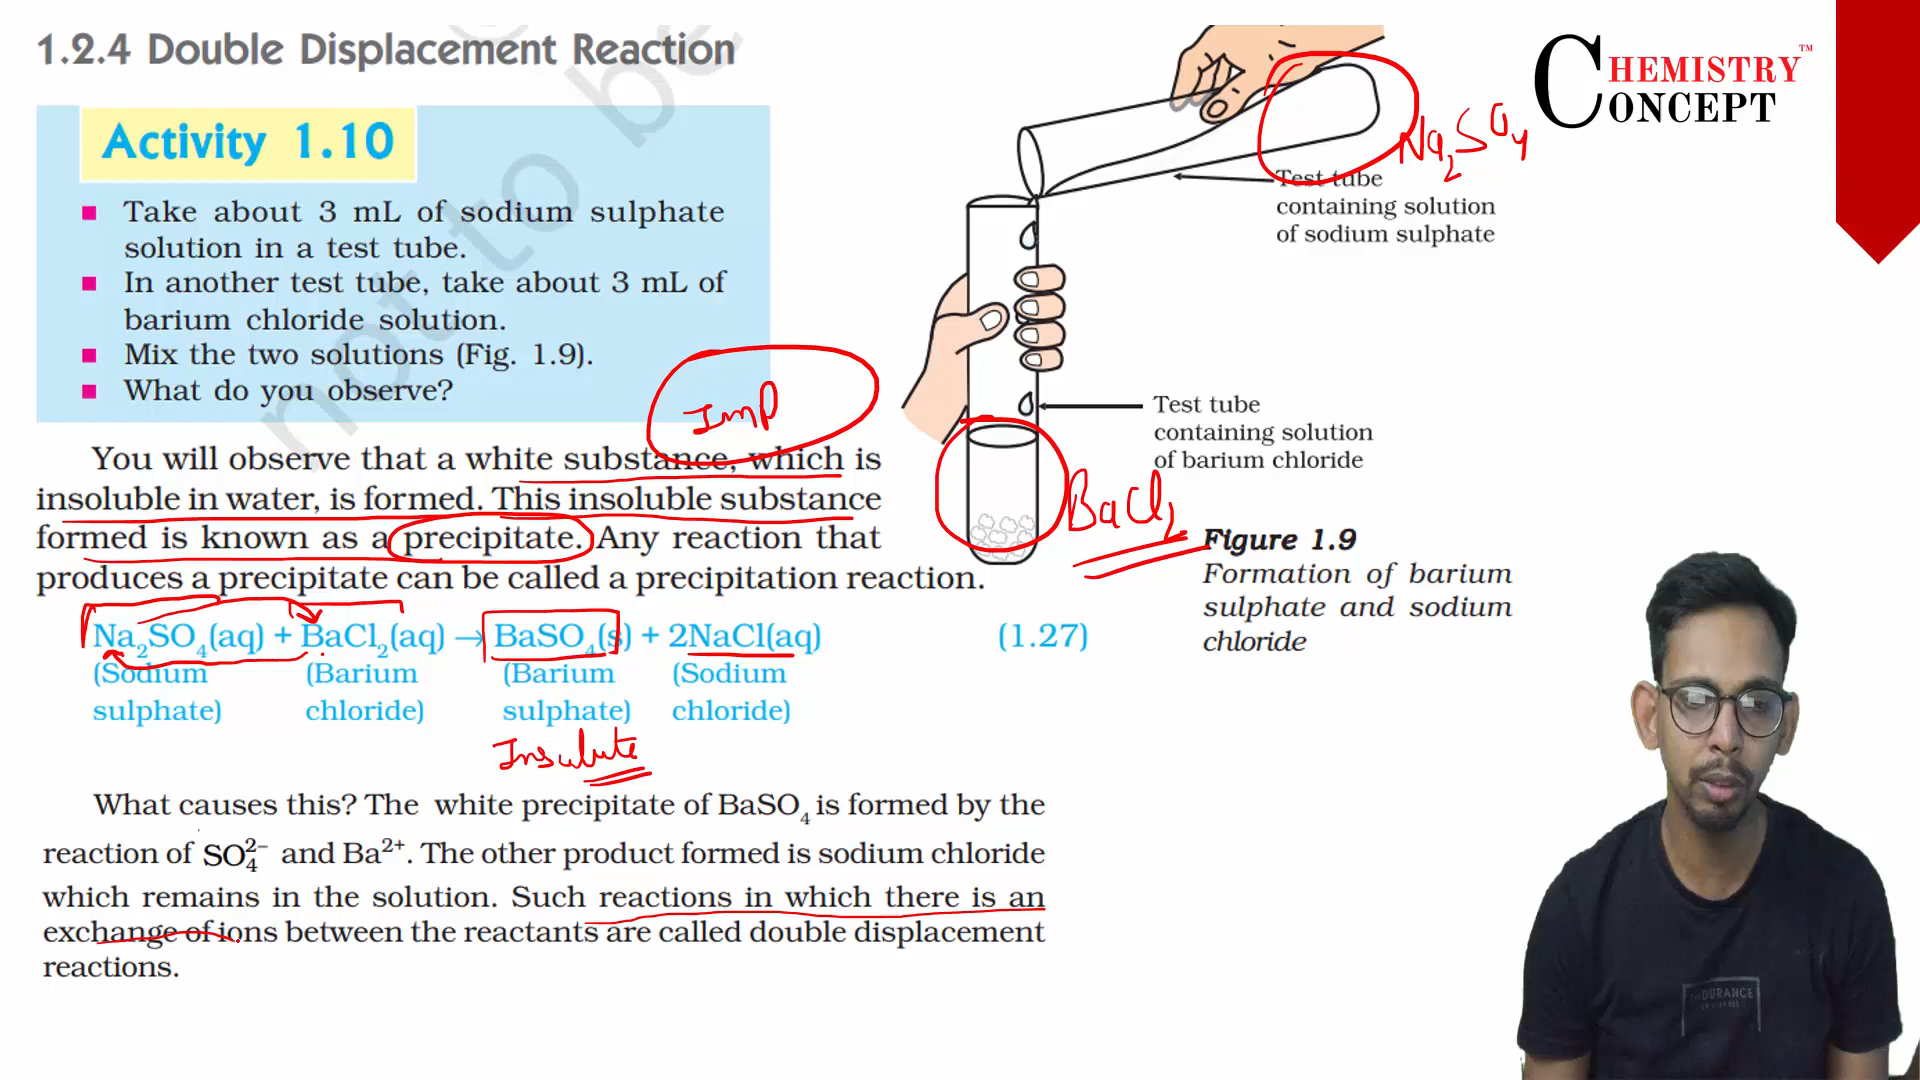 1.2.4 Double Displacement Reaction
Activity 1.10
■ Take about 3 mL of sodium sulphate
solution in a test tube.
■ In another test tube, take about 3 mL of
barium chloride solution.
■ Mix the two solutions (Fig. 1.9).
■ What do you observe?
not to be
Imp
You will observe that a white substance, which is
insoluble in water, is formed. This insoluble substance
formed is known as a precipitate. Any reaction that
produces a precipitate can be called a precipitation reaction.
Na₂SO₄(aq) + BaCl₂(aq) → BaSO₄(s) + 2NaCl(aq) (1.27)
(Sodium (Barium (Barium (Sodium
sulphate) chloride) sulphate) chloride)
Insulute
What causes this? The white precipitate of BaSO₄ is formed by the
reaction of SO₄²⁻ and Ba²⁺. The other product formed is sodium chloride
which remains in the solution. Such reactions in which there is an
exchange of ions between the reactants are called double displacement
reactions.
Na₂SO₄
Test tube
containing solution
of sodium sulphate
Test tube
containing solution
of barium chloride
BaCl₂
Figure 1.9
Formation of barium
sulphate and sodium
chloride
CHEMISTRY™
CONCEPT